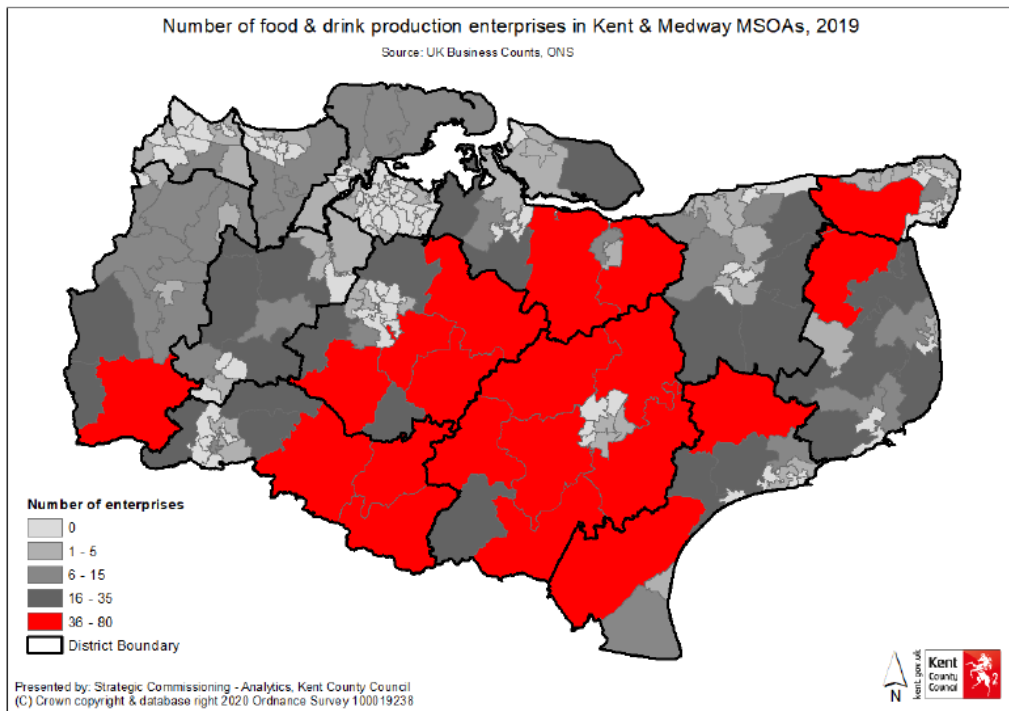 Number of food & drink production enterprises in Kent & Medway MSOAs, 2019
Source: UK Business Counts, ONS
Number of enterprises
0
1 - 5
6 - 15
16 - 35
36 - 80
District Boundary
N
kent.gov.uk
Kent
County
Council
Presented by: Strategic Commissioning - Analytics, Kent County Council
(C) Crown copyright & database right 2020 Ordnance Survey 100019238